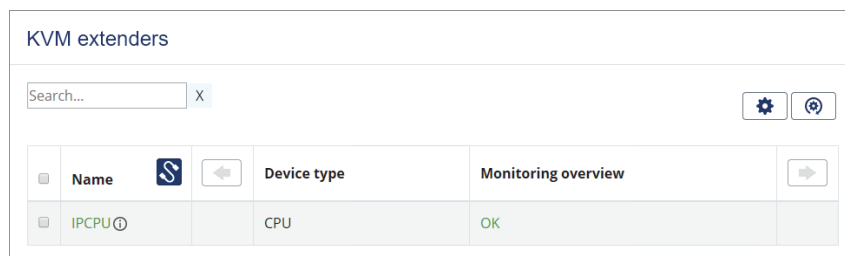 KVM extenders
Search... X
Name Device type Monitoring overview
IPCPU CPU OK